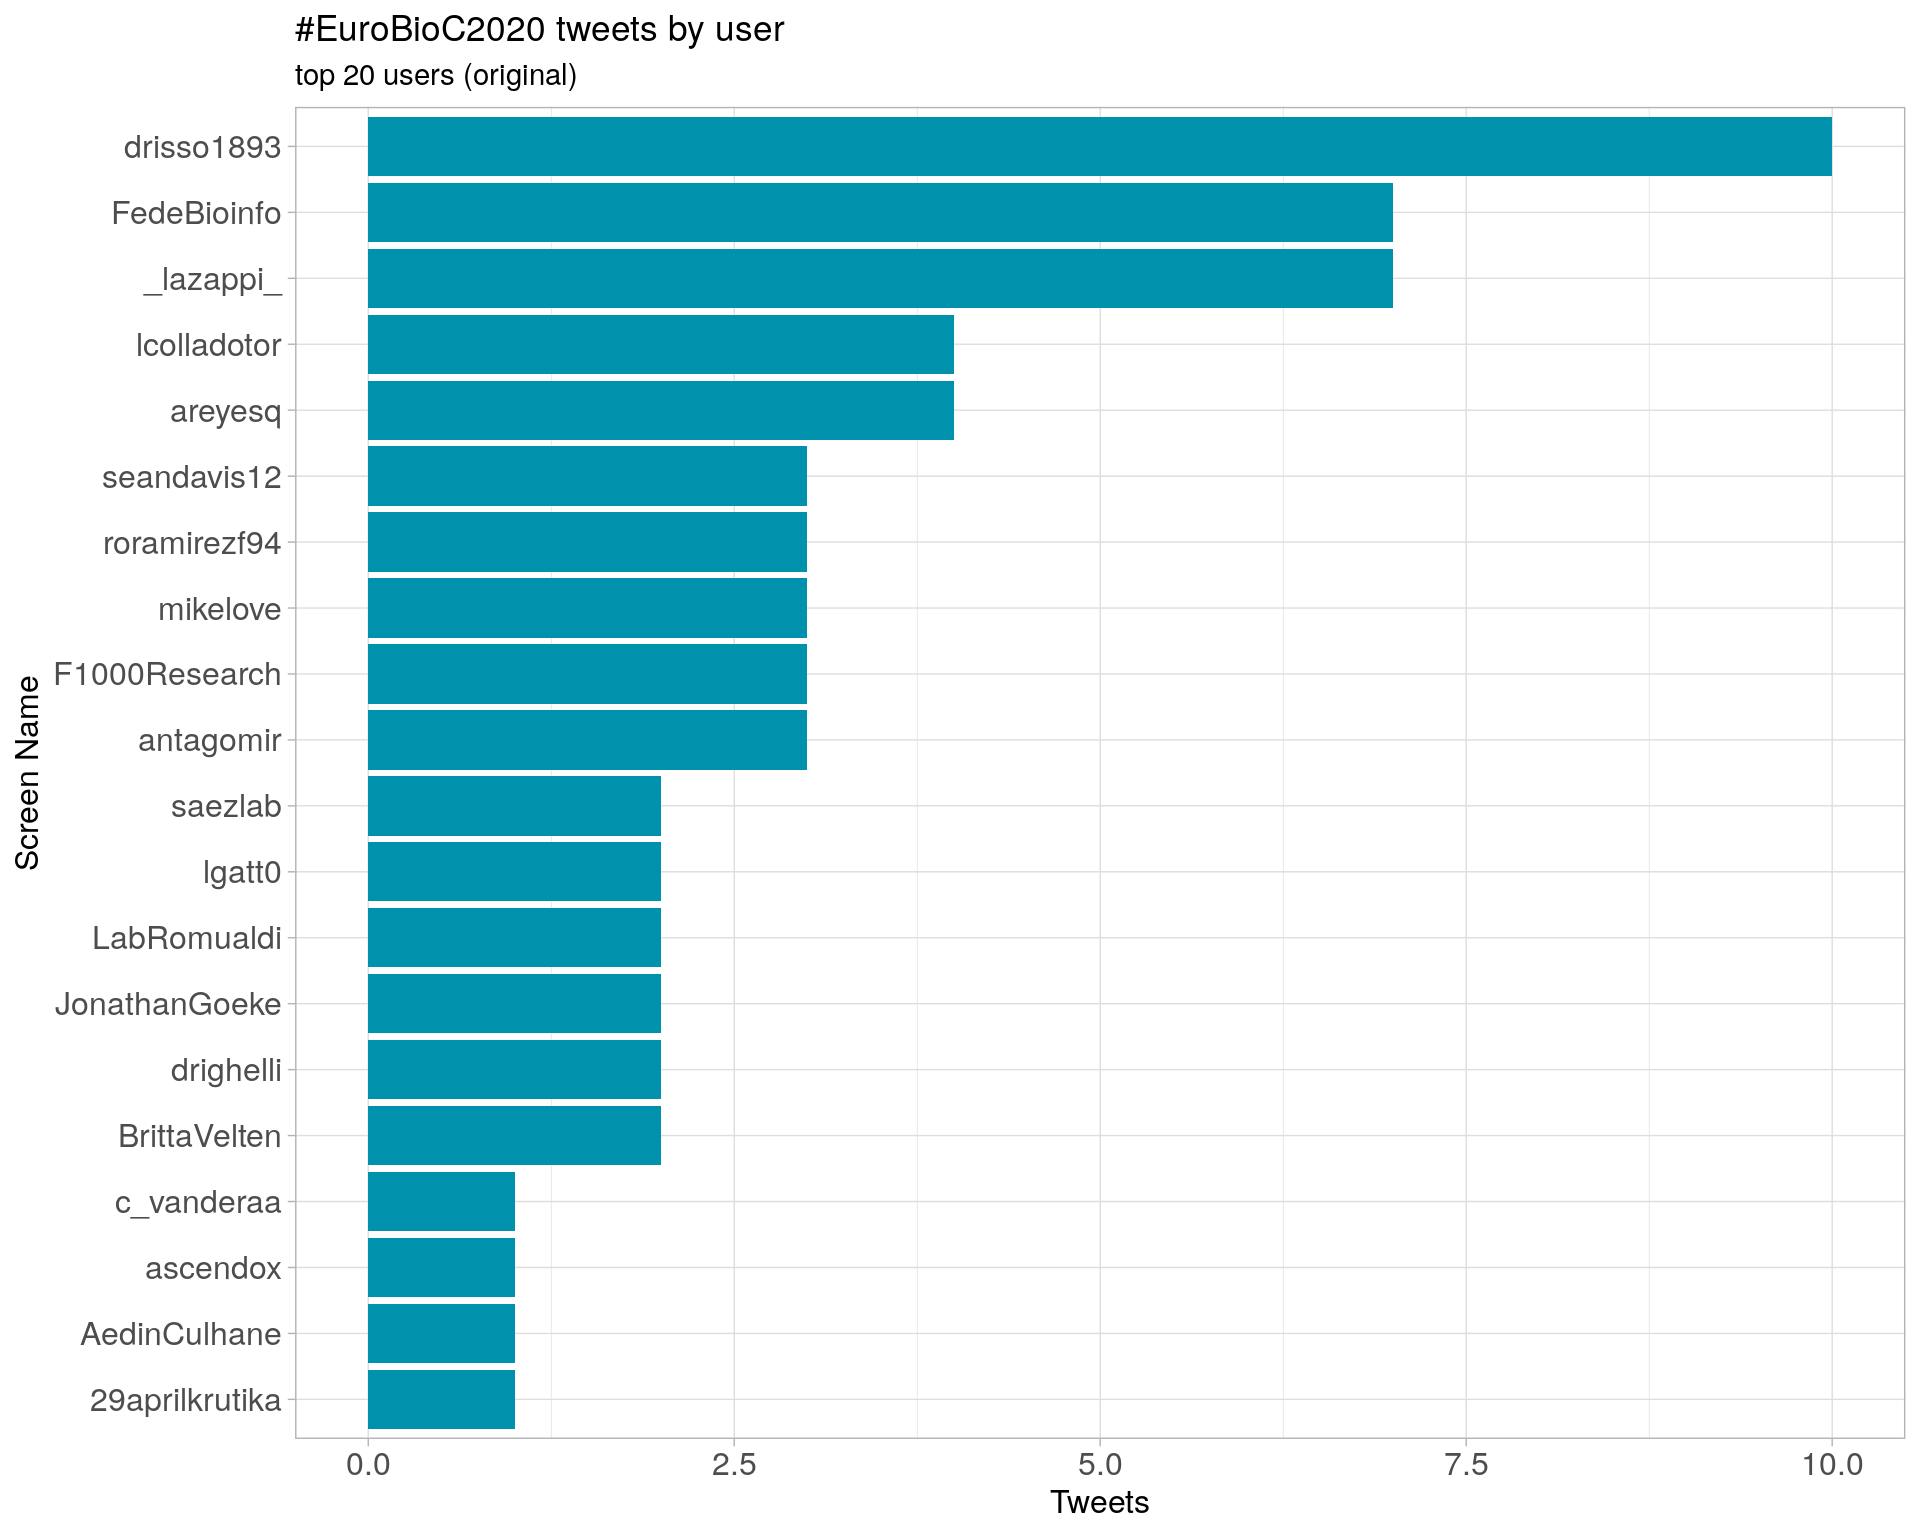 #EuroBioC2020 tweets by user
top 20 users (original)
drisso1893
FedeBioinfo
_lazappi_
lcolladotor
areyesq
seandavis12
roramirezf94
mikelove
F1000Research
antagomir
saezlab
lgatt0
LabRomualdi
JonathanGoeke
drighelli
BrittaVelten
c_vanderaa
ascendox
AedinCulhane
29aprilkrutika
Screen Name
0.0 2.5 5.0 7.5 10.0
Tweets